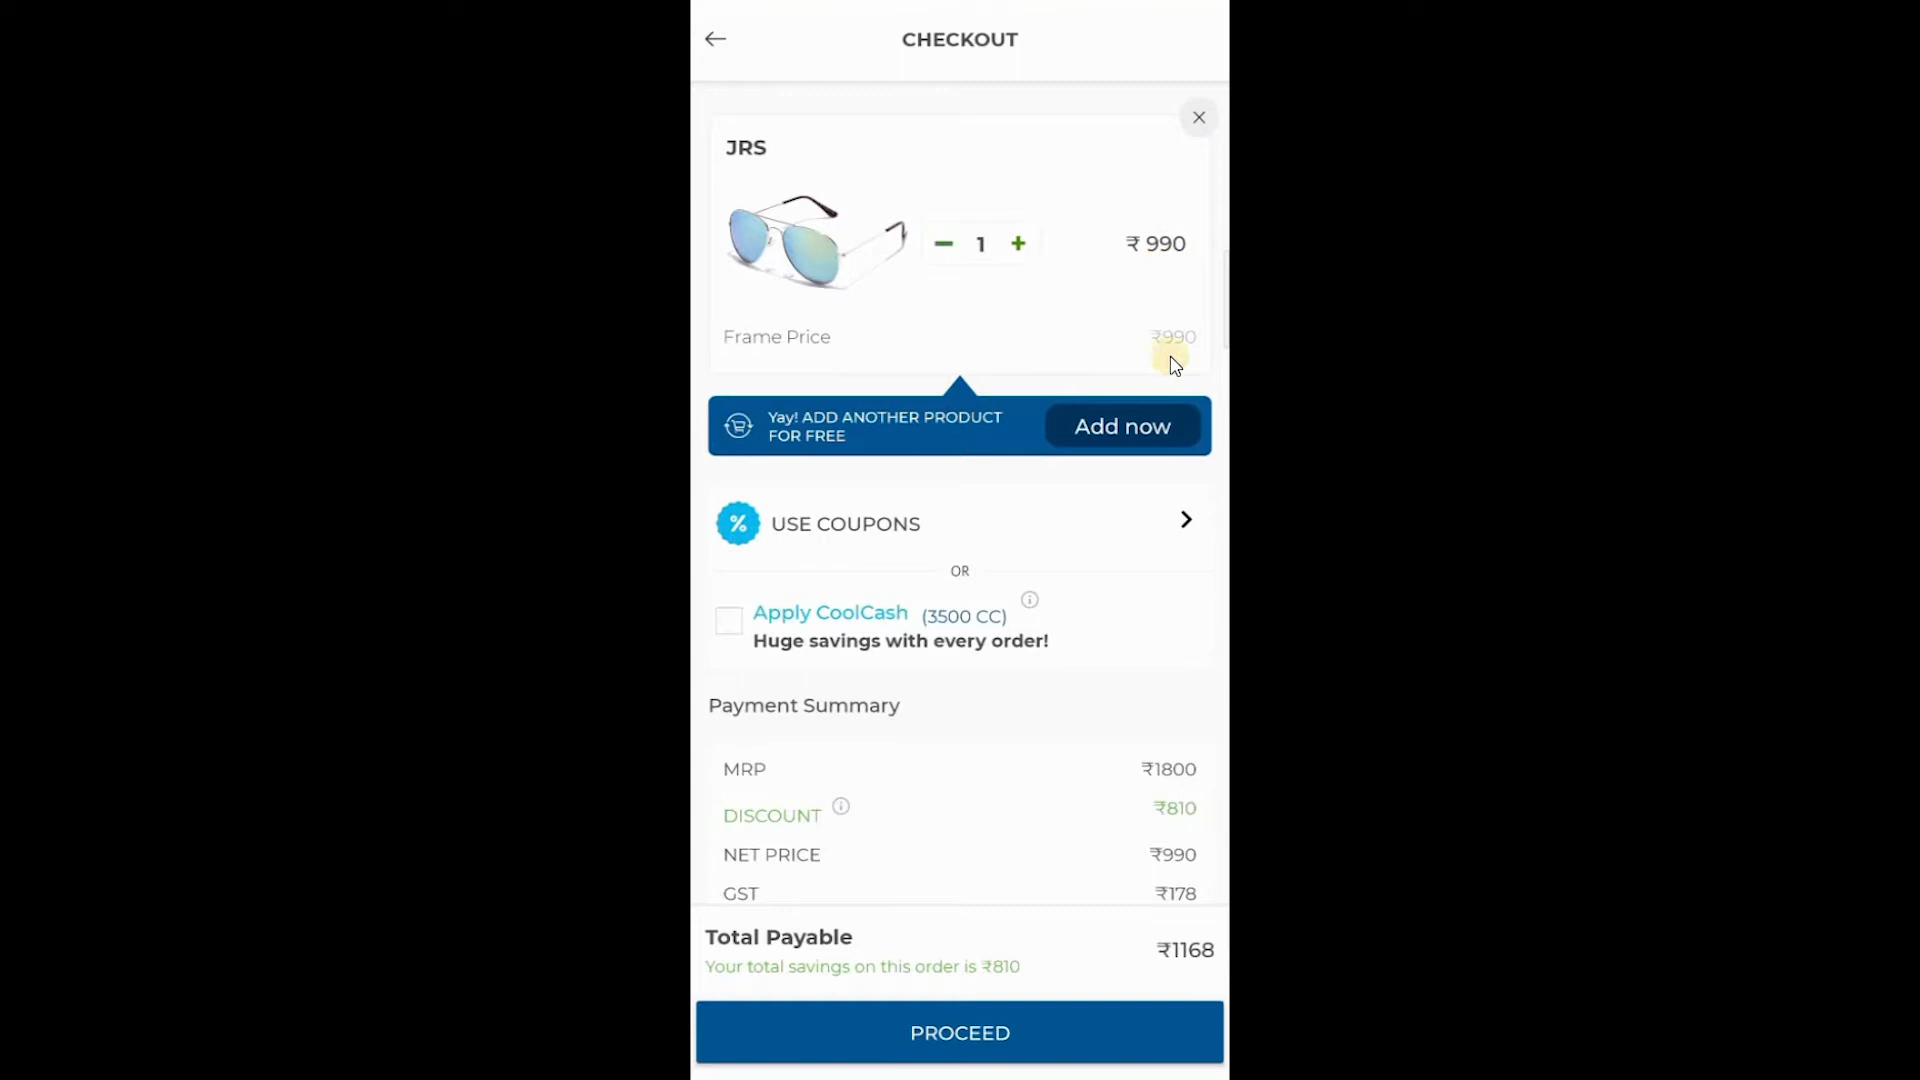 CHECKOUT
JRS
1
₹ 990
Frame Price ₹990
Yay! ADD ANOTHER PRODUCT
FOR FREE
Add now
% USE COUPONS
OR
Apply CoolCash (3500 CC)
Huge savings with every order!
Payment Summary
MRP ₹1800
DISCOUNT ₹810
NET PRICE ₹990
GST ₹178
Total Payable ₹1168
Your total savings on this order is ₹810
PROCEED